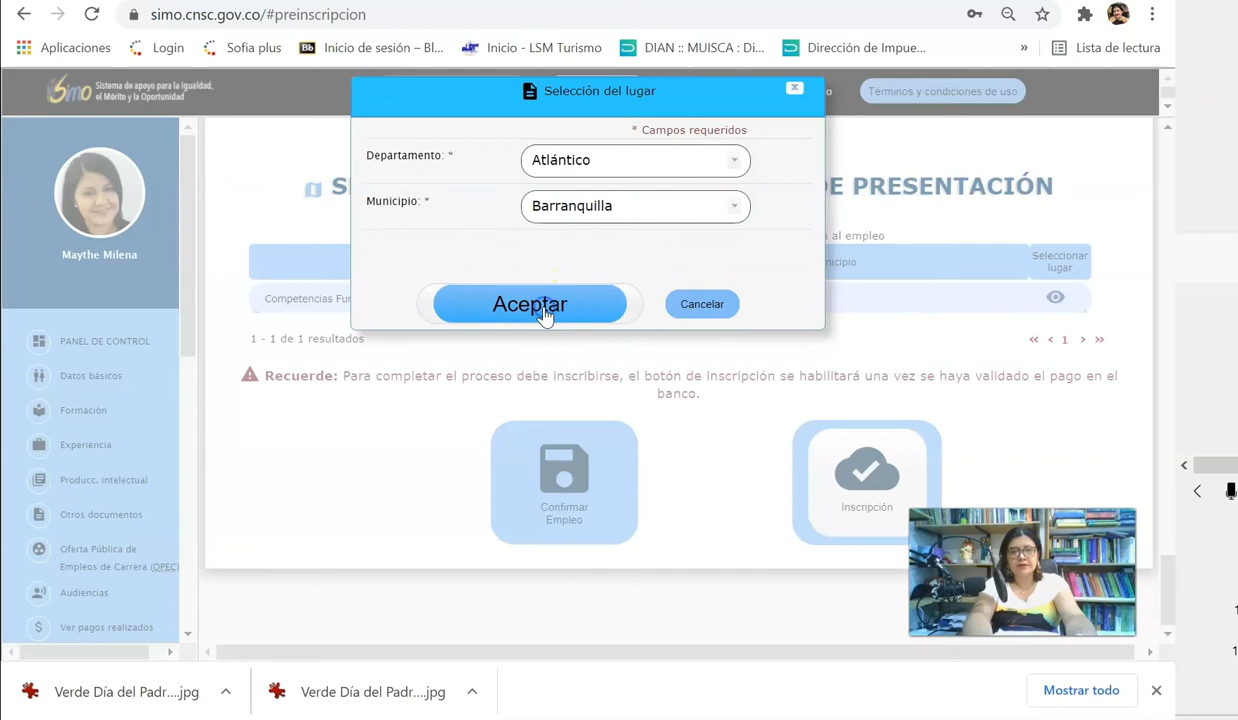 simo.cnsc.gov.co/#preinscripcion
Aplicaciones
Login
Sofia plus
Bb Inicio de sesión – Bl...
Inicio - LSM Turismo
DIAN :: MUISCA : Di...
Dirección de Impue...
»
Lista de lectura
Simo Sistema de apoyo para la Igualdad,
el Mérito y la Oportunidad
o
Términos y condiciones de uso
Selección del lugar
x
* Campos requeridos
Departamento: *
Atlántico
Municipio: *
Barranquilla
Aceptar
Cancelar
Maythe Milena
PANEL DE CONTROL
Datos básicos
Formación
Experiencia
Producc. intelectual
Otros documentos
Oferta Pública de
Empleos de Carrera (OPEC)
Audiencias
$ Ver pagos realizados
S
DE PRESENTACIÓN
al empleo
nicipio
Seleccionar
lugar
Competencias Fun
1 - 1 de 1 resultados
« ‹ 1 › »
Recuerde: Para completar el proceso debe inscribirse, el botón de inscripción se habilitará una vez se haya validado el pago en el
banco.
Confirmar
Empleo
Inscripción
Verde Día del Padr....jpg
Verde Día del Padr....jpg
Mostrar todo